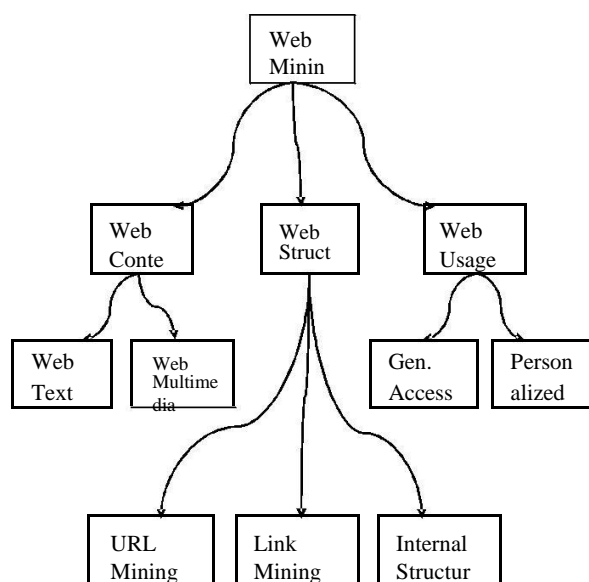 Web
Minin
Web
Conte
Web
Struct
Web
Usage
Web
Text
Web
Multime
dia
Gen.
Access
Person
alized
URL
Mining
Link
Mining
Internal
Structur